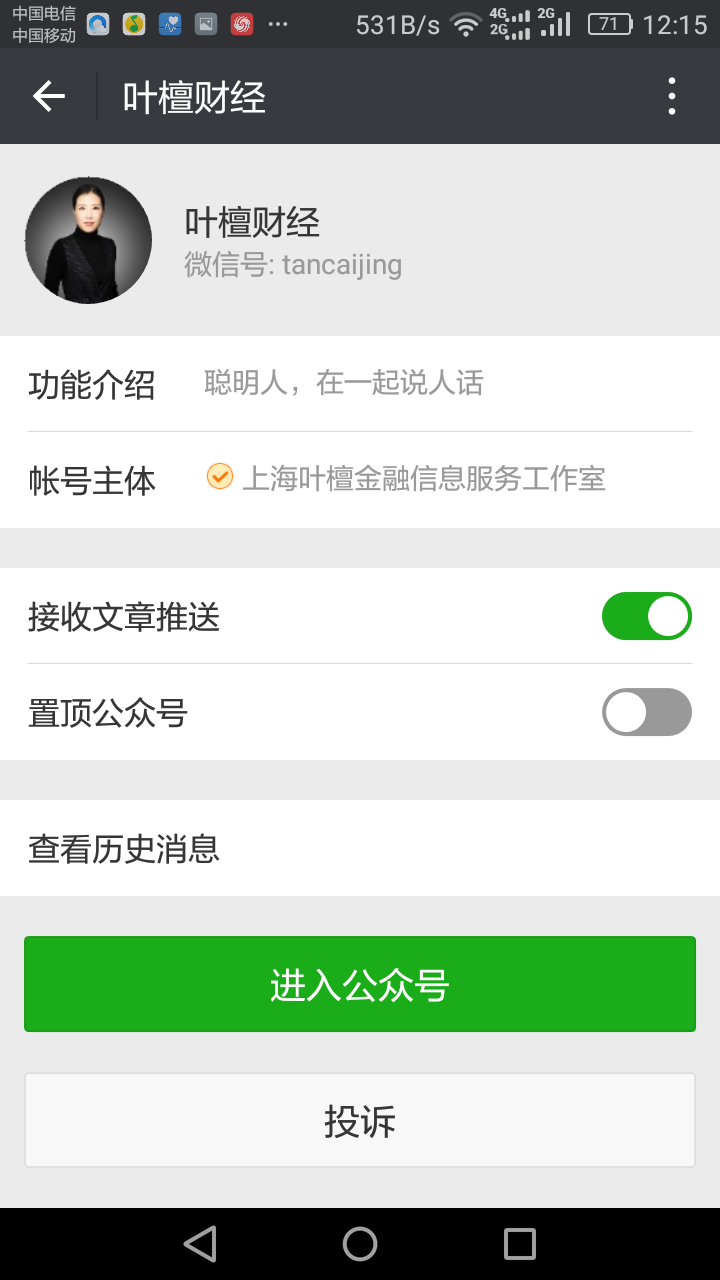 中国电信
中国移动
531B/s 4G 2G 2G 71 12:15
叶檀财经
叶檀财经
微信号: tancaijing
功能介绍 聪明人，在一起说人话
帐号主体 上海叶檀金融信息服务工作室
接收文章推送
置顶公众号
查看历史消息
进入公众号
投诉